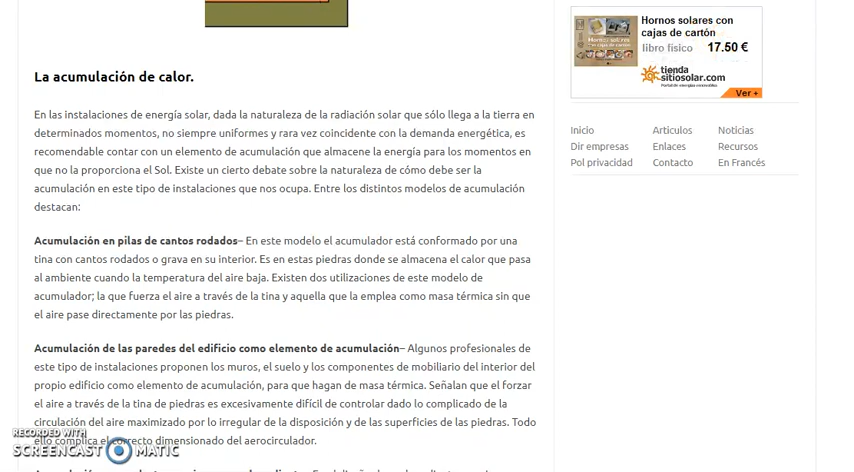 La acumulación de calor.
En las instalaciones de energía solar, dada la naturaleza de la radiación solar que sólo llega a la tierra en
determinados momentos, no siempre uniformes y rara vez coincidente con la demanda energética, es
recomendable contar con un elemento de acumulación que almacene la energía para los momentos en
que no la proporciona el Sol. Existe un cierto debate sobre la naturaleza de cómo debe ser la
acumulación en este tipo de instalaciones que nos ocupa. Entre los distintos modelos de acumulación
destacan:
Acumulación en pilas de cantos rodados– En este modelo el acumulador está conformado por una
tina con cantos rodados o grava en su interior. Es en estas piedras donde se almacena el calor que pasa
al ambiente cuando la temperatura del aire baja. Existen dos utilizaciones de este modelo de
acumulador; la que fuerza el aire a través de la tina y aquella que la emplea como masa térmica sin que
el aire pase directamente por las piedras.
Acumulación de las paredes del edificio como elemento de acumulación– Algunos profesionales de
este tipo de instalaciones proponen los muros, el suelo y los componentes de mobiliario del interior del
propio edificio como elemento de acumulación, para que hagan de masa térmica. Señalan que el forzar
el aire a través de la tina de piedras es excesivamente difícil de controlar dado lo complicado de la
circulación del aire maximizado por lo irregular de la disposición y de las superficies de las piedras. Todo
ello complica el correcto dimensionado del aerocirculador.
Hornos solares con
cajas de cartón
libro físico 17.50 €
tienda
sitiosolar.com
Ver +
Inicio Articulos Noticias
Dir empresas Enlaces Recursos
Pol privacidad Contacto En Francés
RECORDED WITH
SCREENCAST MATIC